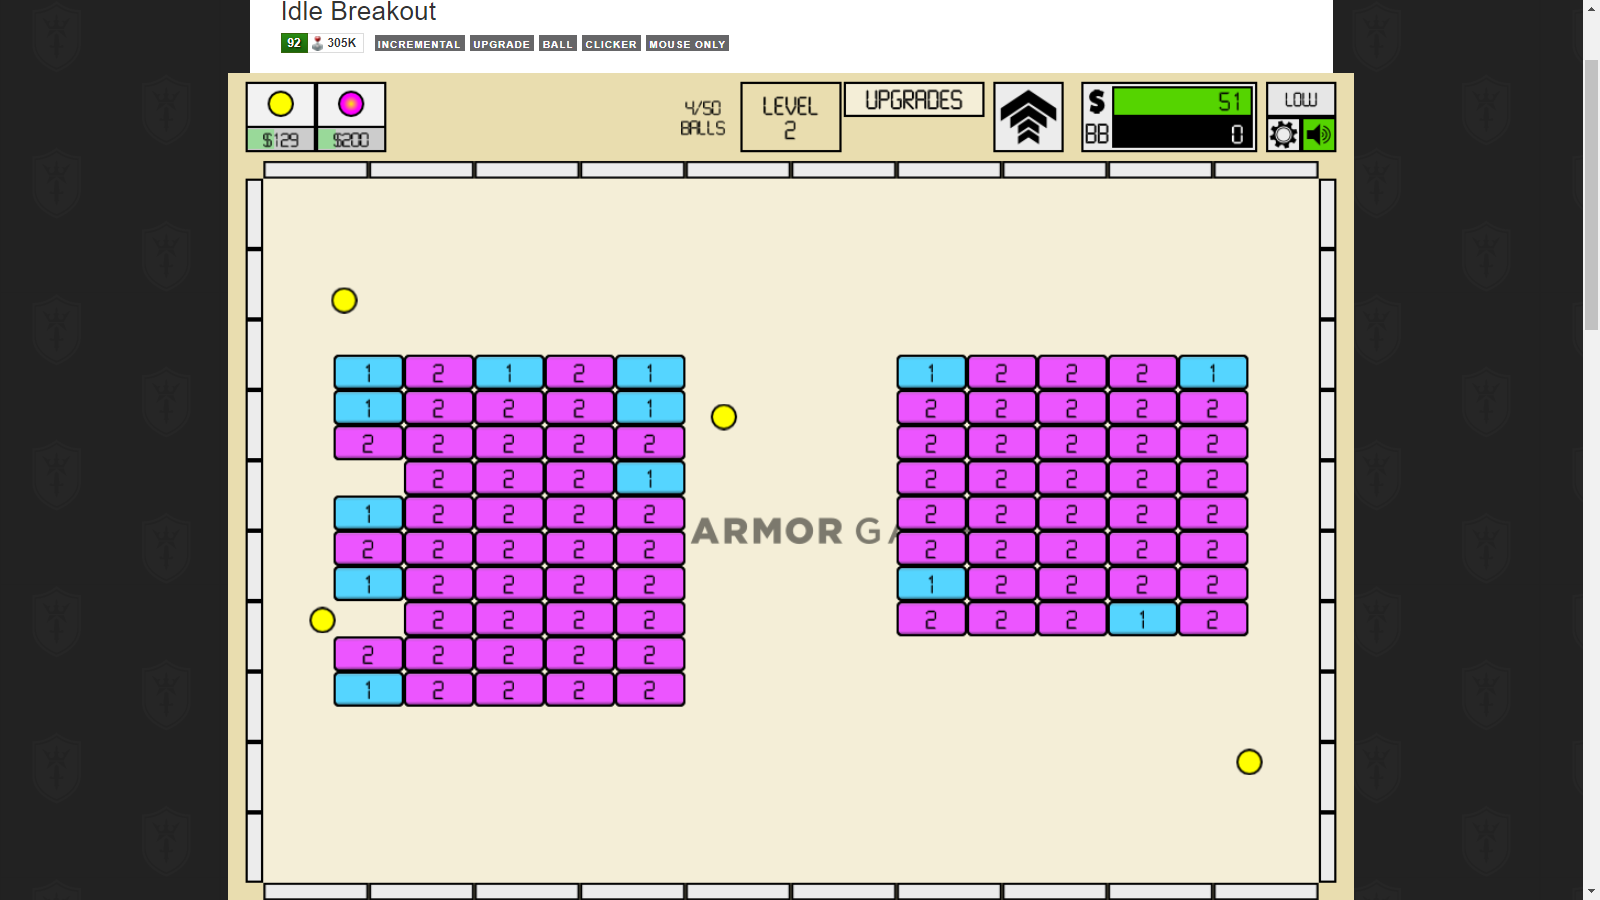 Idle Breakout
92 305K INCREMENTAL UPGRADE BALL CLICKER MOUSE ONLY
$129 $200
4/50
BALLS
LEVEL
2
UPGRADES
$ 51
BB 0
LOW
1 2 1 2 1 1 2 2 2 1
1 2 2 2 1 2 2 2 2 2
2 2 2 2 2 2 2 2 2 2
2 2 2 1 2 2 2 2 2
1 2 2 2 2 2 2 2 2 2
ARMOR GA
2 2 2 2 2 2 2 2 2 2
1 2 2 2 2 1 2 2 2 2
2 2 2 2 2 2 2 1 2
2 2 2 2 2
1 2 2 2 2